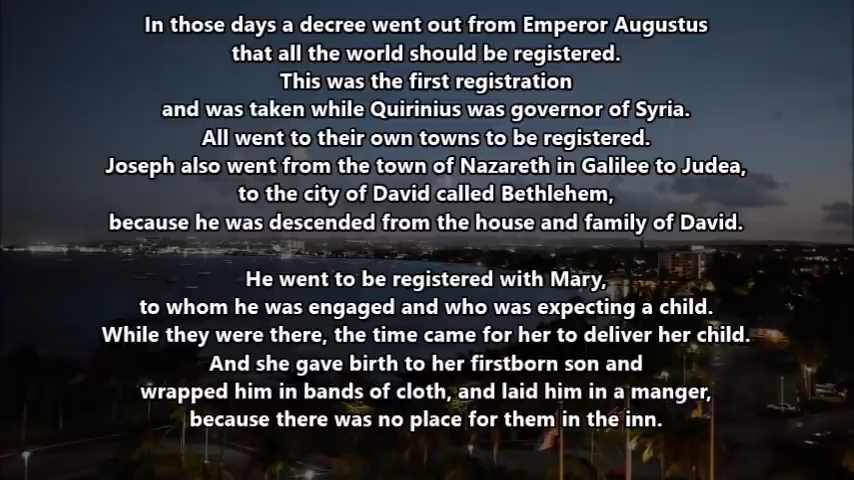 In those days a decree went out from Emperor Augustus
that all the world should be registered.
This was the first registration
and was taken while Quirinius was governor of Syria.
All went to their own towns to be registered.
Joseph also went from the town of Nazareth in Galilee to Judea,
to the city of David called Bethlehem,
because he was descended from the house and family of David.
He went to be registered with Mary,
to whom he was engaged and who was expecting a child.
While they were there, the time came for her to deliver her child.
And she gave birth to her firstborn son and
wrapped him in bands of cloth, and laid him in a manger,
because there was no place for them in the inn.